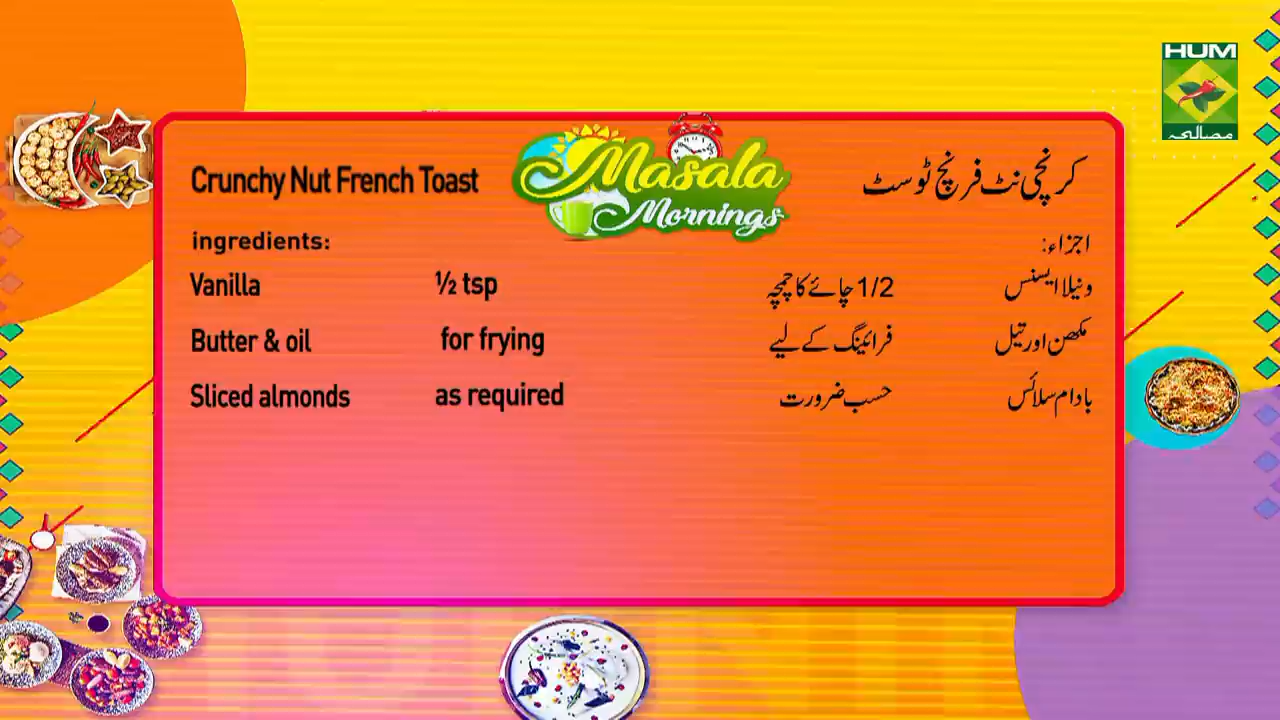 HUM
مصالحہ
Masala
Mornings
Crunchy Nut French Toast
کرنچی نٹ فرنچ ٹوسٹ
ingredients:
اجزاء:
Vanilla ½ tsp
ونیلا ایسنس 1/2 چائے کا چمچہ
Butter & oil for frying
مکھن اور تیل فرائینگ کے لیے
Sliced almonds as required
بادام سلائس حسب ضرورت